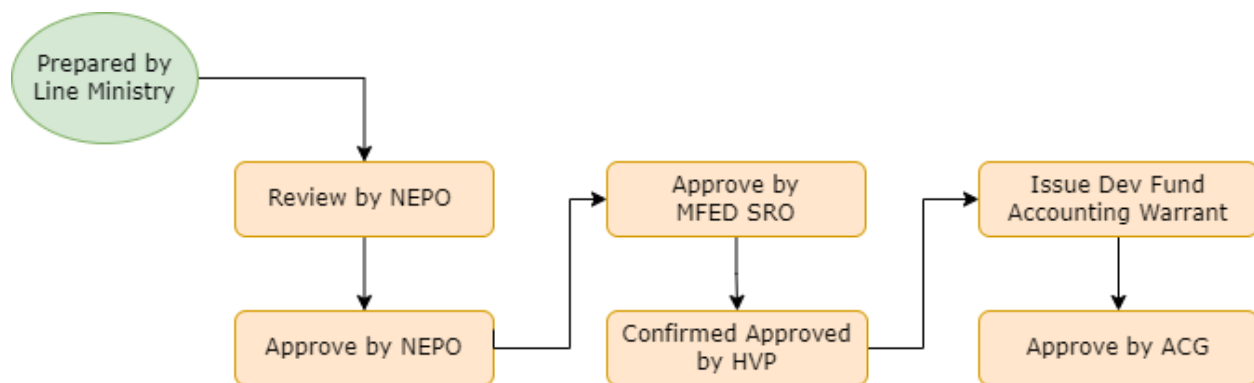 Prepared by
Line Ministry
Review by NEPO
Approve by NEPO
Approve by
MFED SRO
Confirmed Approved
by HVP
Issue Dev Fund
Accounting Warrant
Approve by ACG